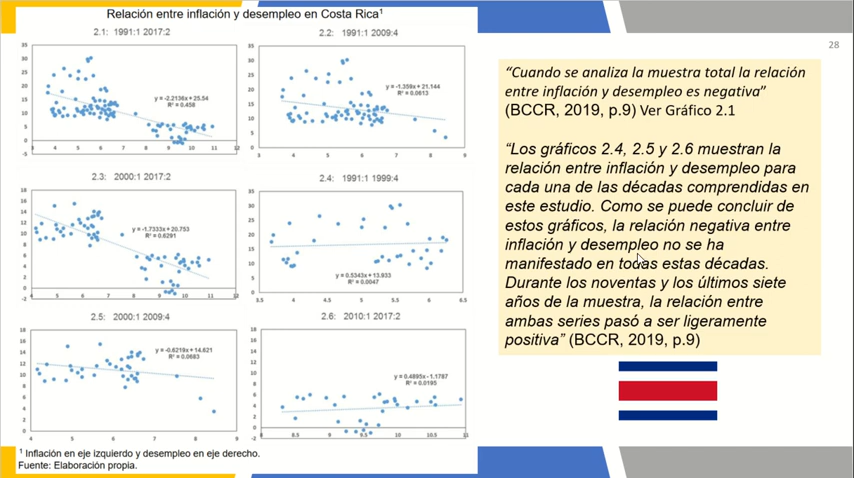 Relación entre inflación y desempleo en Costa Rica¹
2.1: 1991:1 2017:2
2.2: 1991:1 2009:4
y = -2.2136x + 25.54
R² = 0.458
y = -1.359x + 21.144
R² = 0.0613
2.3: 2000:1 2017:2
2.4: 1991:1 1999:4
y = -1.7333x + 20.753
R² = 0.6291
y = 0.5343x + 13.933
R² = 0.0047
2.5: 2000:1 2009:4
2.6: 2010:1 2017:2
y = -0.6219x + 14.621
R² = 0.0683
y = 0.4895x - 1.1787
R² = 0.0195
¹ Inflación en eje izquierdo y desempleo en eje derecho.
Fuente: Elaboración propia.
28
“Cuando se analiza la muestra total la relación
entre inflación y desempleo es negativa”
(BCCR, 2019, p.9) Ver Gráfico 2.1
“Los gráficos 2.4, 2.5 y 2.6 muestran la
relación entre inflación y desempleo para
cada una de las décadas comprendidas en
este estudio. Como se puede concluir de
estos gráficos, la relación negativa entre
inflación y desempleo no se ha
manifestado en todas estas décadas.
Durante los noventas y los últimos siete
años de la muestra, la relación entre
ambas series pasó a ser ligeramente
positiva” (BCCR, 2019, p.9)